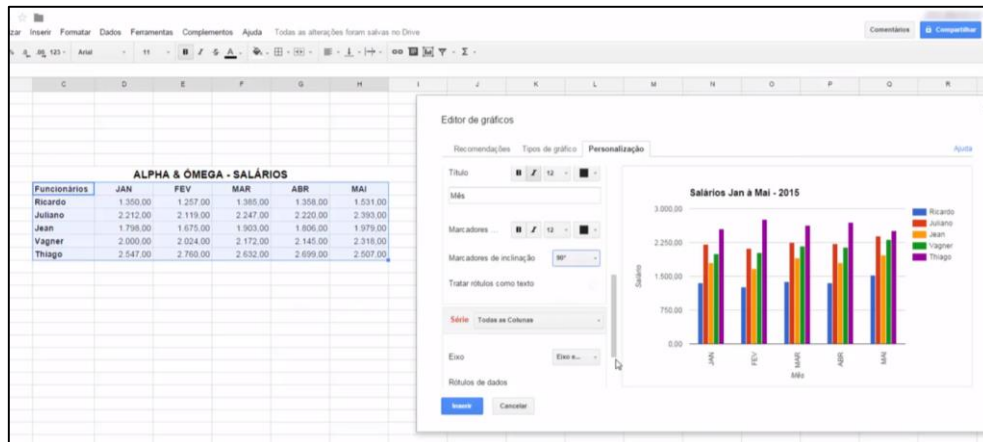 zar Inserir Formatar Dados Ferramentas Complementos Ajuda Todas as alterações foram salvas no Drive
Comentários Compartilhar
% .0 .00 123 Arial 11 B I S A
C D E F G H I J K L M N O P Q R
ALPHA & ÔMEGA - SALÁRIOS
Funcionários JAN FEV MAR ABR MAI
Ricardo 1.350,00 1.257,00 1.385,00 1.358,00 1.531,00
Juliano 2.212,00 2.119,00 2.247,00 2.220,00 2.393,00
Jean 1.798,00 1.675,00 1.903,00 1.806,00 1.979,00
Vagner 2.000,00 2.024,00 2.172,00 2.145,00 2.318,00
Thiago 2.547,00 2.760,00 2.632,00 2.699,00 2.507,00
Editor de gráficos
Recomendações Tipos de gráfico Personalização Ajuda
Título B I 12
Mês
Marcadores ... B I 12
Marcadores de inclinação 90°
Tratar rótulos como texto
Série Todas as Colunas
Eixo Eixo e...
Rótulos de dados
Inserir Cancelar
Salários Jan à Mai - 2015
3.000,00
2.250,00
1.500,00
750,00
0,00
Salário
JAN FEV MAR ABR MAI
Mês
Ricardo
Juliano
Jean
Vagner
Thiago